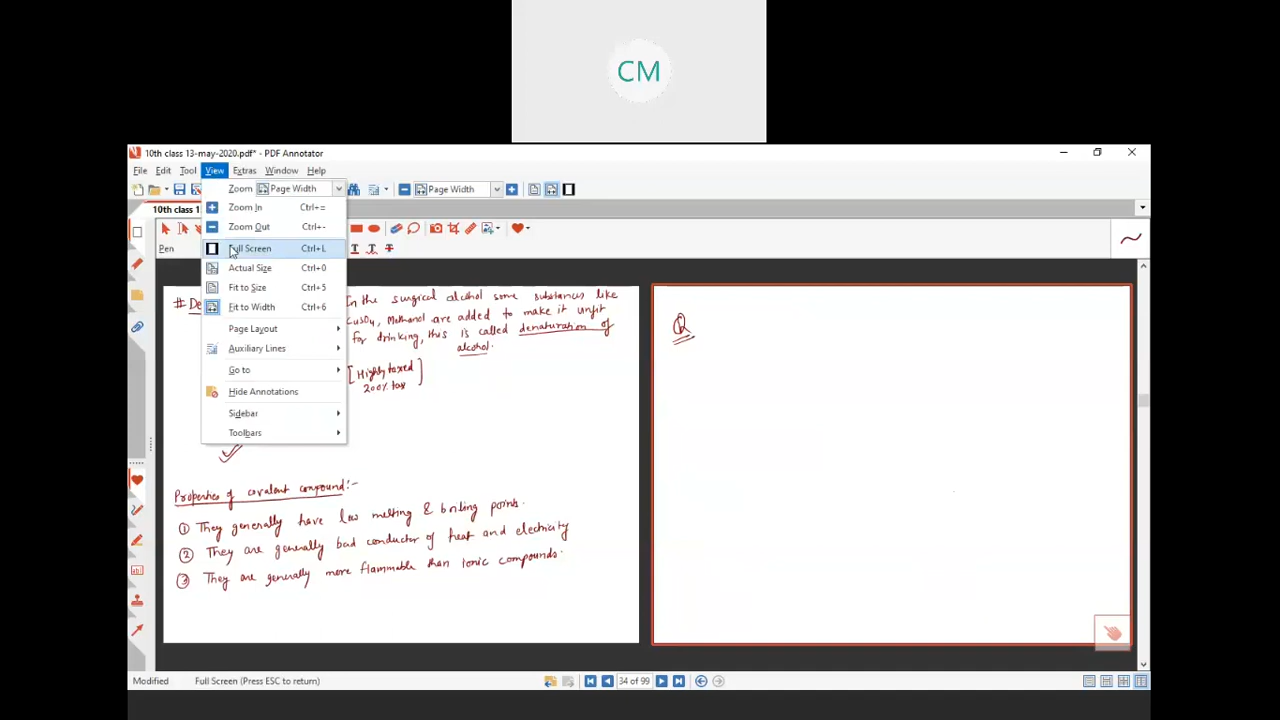 CM
10th class 13-may-2020.pdf* - PDF Annotator
File Edit Tool View Extras Window Help
Zoom Page Width
Page Width
10th class 1
Zoom In Ctrl+=
Zoom Out Ctrl+-
Pen
Full Screen Ctrl+L
Actual Size Ctrl+0
Fit to Size Ctrl+5
Fit to Width Ctrl+6
Page Layout
Auxiliary Lines
Go to
Hide Annotations
Sidebar
Toolbars
# De
In the surgical alcohol some substances like
CuSO4, Methanol are added to make it unfit
for drinking, this is called denaturation of
alcohol.
[Highly taxed
200% tax]
Properties of covalent compound:-
① They generally have low melting & boiling points.
② They are generally bad conductor of heat and electricity
③ They are generally more flammable than ionic compounds.
Q
Modified Full Screen (Press ESC to return) 34 of 99